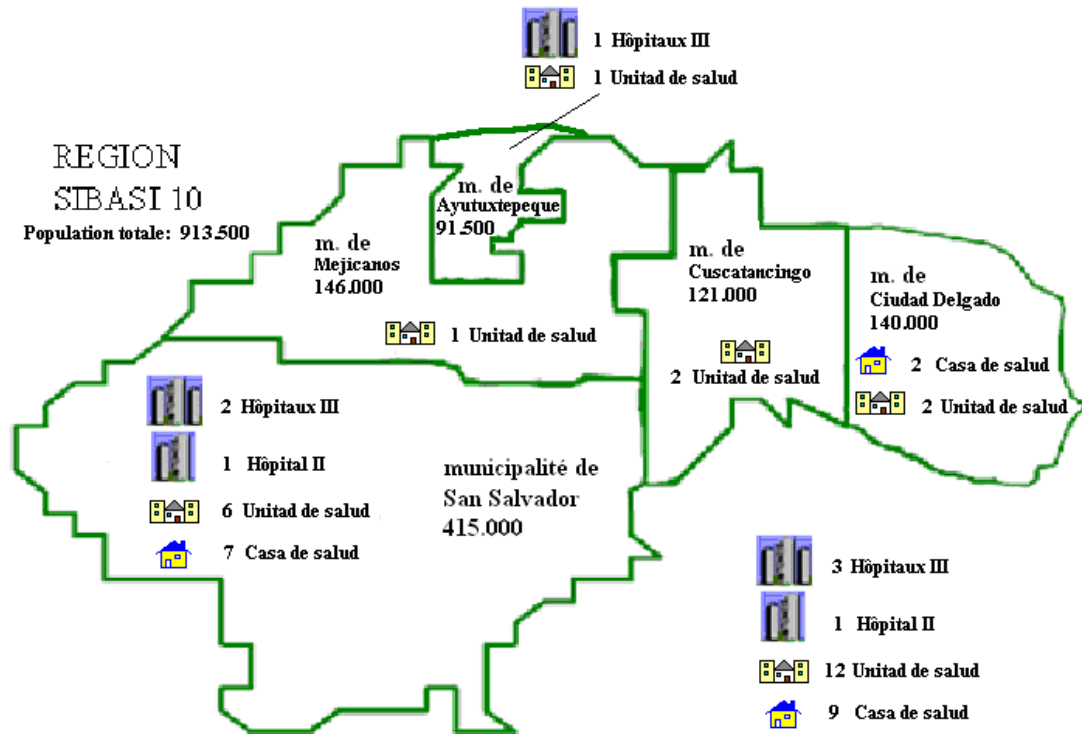 1 Hôpitaux III
1 Unitad de salud
REGION
SIBASI 10
Population totale: 913.500
m. de
Ayutuxtepeque
91.500
m. de
Mejicanos
146.000
1 Unitad de salud
m. de
Cuscatancingo
121.000
2 Unitad de salud
m. de
Ciudad Delgado
140.000
2 Casa de salud
2 Unitad de salud
2 Hôpitaux III
1 Hôpital II
6 Unitad de salud
7 Casa de salud
municipalité de
San Salvador
415.000
3 Hôpitaux III
1 Hôpital II
12 Unitad de salud
9 Casa de salud